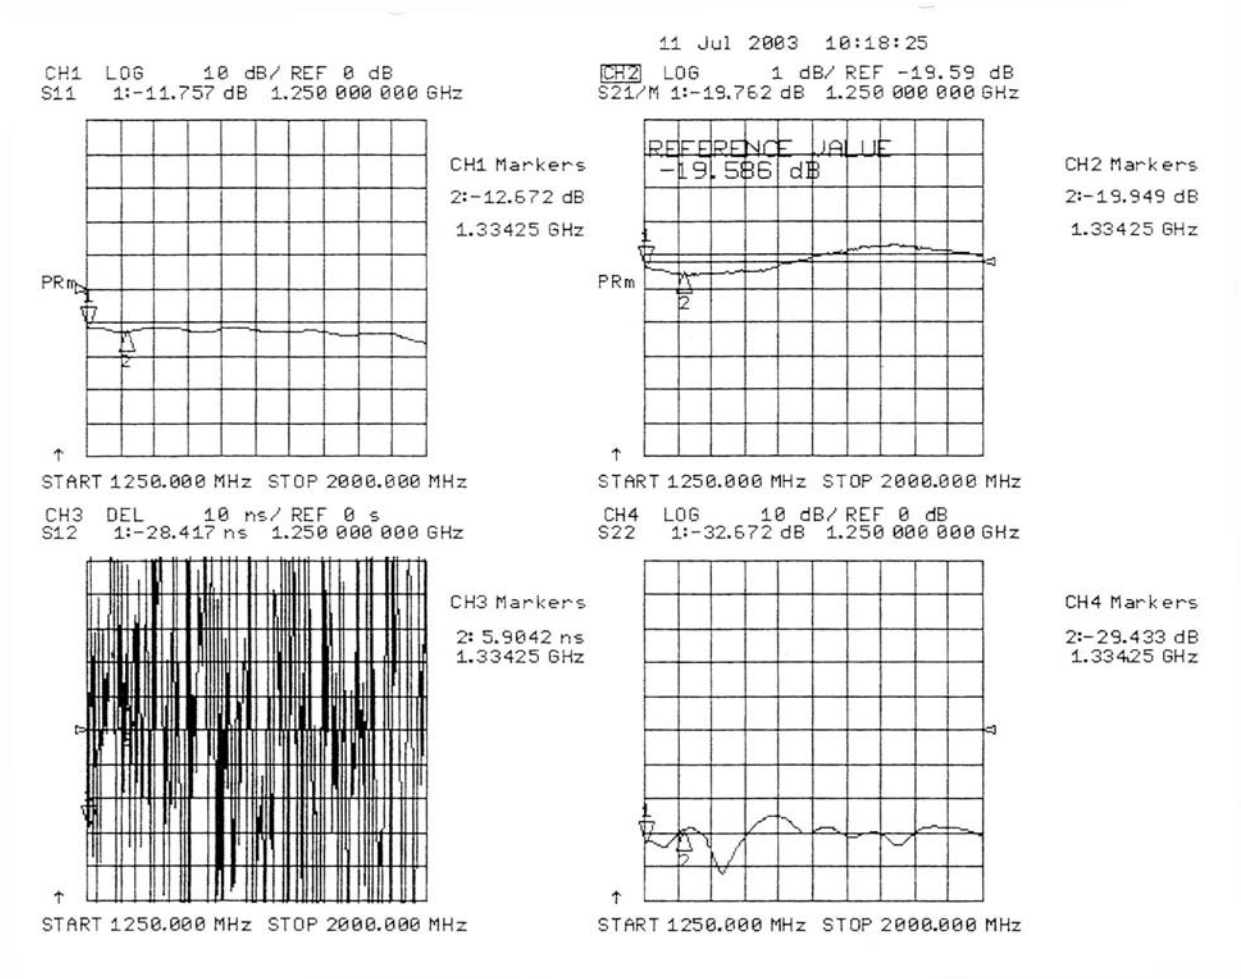 11 Jul 2003 10:18:25
CH1 LOG 10 dB/ REF 0 dB
S11 1:-11.757 dB 1.250 000 000 GHz
CH1 Markers
2:-12.672 dB
1.33425 GHz
PRm
1
2
↑
START 1250.000 MHz STOP 2000.000 MHz
CH2 LOG 1 dB/ REF -19.59 dB
S21/M 1:-19.762 dB 1.250 000 000 GHz
REFERENCE VALUE
-19.586 dB
CH2 Markers
2:-19.949 dB
1.33425 GHz
1
PRm
2
↑
START 1250.000 MHz STOP 2000.000 MHz
CH3 DEL 10 ns/ REF 0 s
S12 1:-28.417 ns 1.250 000 000 GHz
CH3 Markers
2: 5.9042 ns
1.33425 GHz
↑
START 1250.000 MHz STOP 2000.000 MHz
CH4 LOG 10 dB/ REF 0 dB
S22 1:-32.672 dB 1.250 000 000 GHz
CH4 Markers
2:-29.433 dB
1.33425 GHz
1
2
↑
START 1250.000 MHz STOP 2000.000 MHz